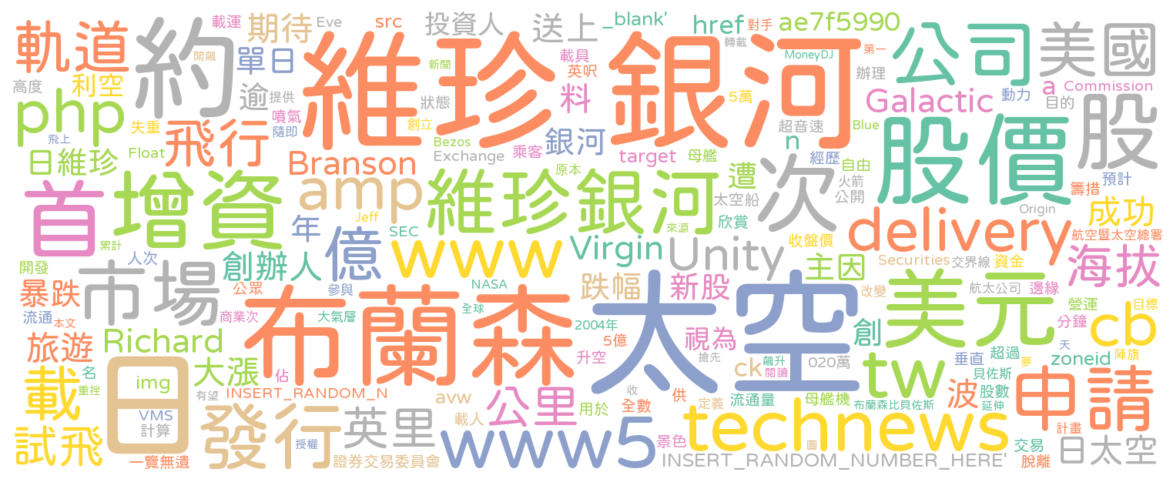 軌道 約 維珍 銀河 公司 美國
載運 Eve src 投資人 送上 _blank' href 對手 ae7f5990
期待 單日 轉載 第一
開飆 新聞 載具 英呎 MoneyDJ 辦理 a Commission
高度 利空 逾 提供 狀態 料 5萬 Galactic 動力 目的
php 失重 噴氣 隨即 創立 超音速 n 股價 股
飛上 飛行 Bezos 乘客 銀河 母艦 Blue
日維珍 Float Branson Exchange target 遭 經歷 自由 預計
首 增資 amp 原本 維珍 銀河 太空船 次 火箭 公開 籌措
年 Jeff SEC 來源 欣賞 Origin 成功
累計 億 www Virgin Unity 收盤價 delivery 航空暨太空總署
開發 人次 創辦人 主因 Securities 交界線 資金 海拔
暴跌 市場 公眾 參與 NASA 跌幅 新股 改變 航太公司 邊緣
流通 本文 商業次 大氣層 全球 布蘭森 太空 美元 營運 目標
Richard 2004年 5億 視為 創 分鐘 cb
旅遊 名 升空 搶先 飆升 垂直 超過 天 陣旗
大漲 佔 ck 閱讀 020萬 tw 貝佐斯 夢 zoneid
載 重挫 img 日 有望 INSERT_RANDOM_N 收 供 定義 流通量 股數 延伸 申請
VMS 計算 發行 avw 公里 用於 全數 母艦機 波 布蘭森比貝佐斯
授權 英里 載人 www5 technews 計畫
試飛 景色 圖 交易 日太空
一覽無遺 證券交易委員會 INSERT_RANDOM_NUMBER_HERE' 脫離